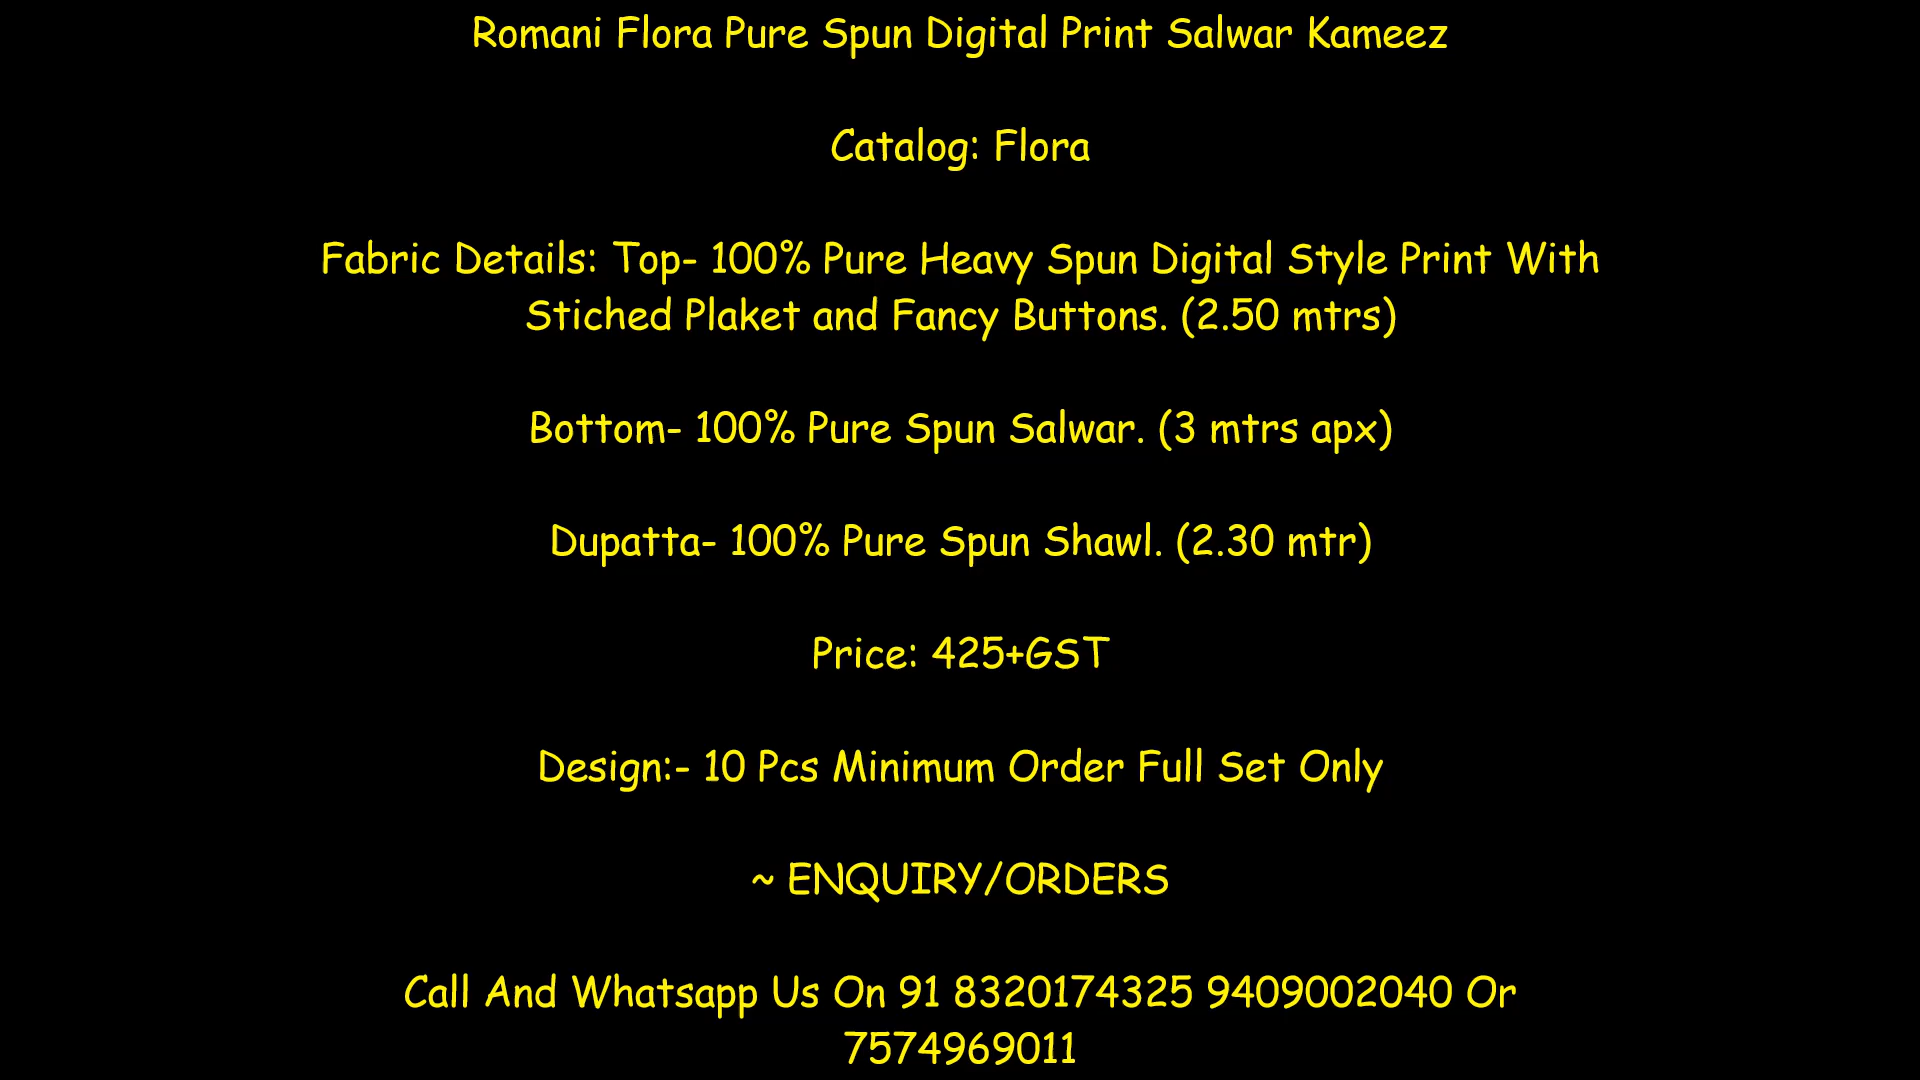 Romani Flora Pure Spun Digital Print Salwar Kameez
Catalog: Flora
Fabric Details: Top- 100% Pure Heavy Spun Digital Style Print With
Stiched Plaket and Fancy Buttons. (2.50 mtrs)
Bottom- 100% Pure Spun Salwar. (3 mtrs apx)
Dupatta- 100% Pure Spun Shawl. (2.30 mtr)
Price: 425+GST
Design:- 10 Pcs Minimum Order Full Set Only
~ ENQUIRY/ORDERS
Call And Whatsapp Us On 91 8320174325 9409002040 Or
7574969011